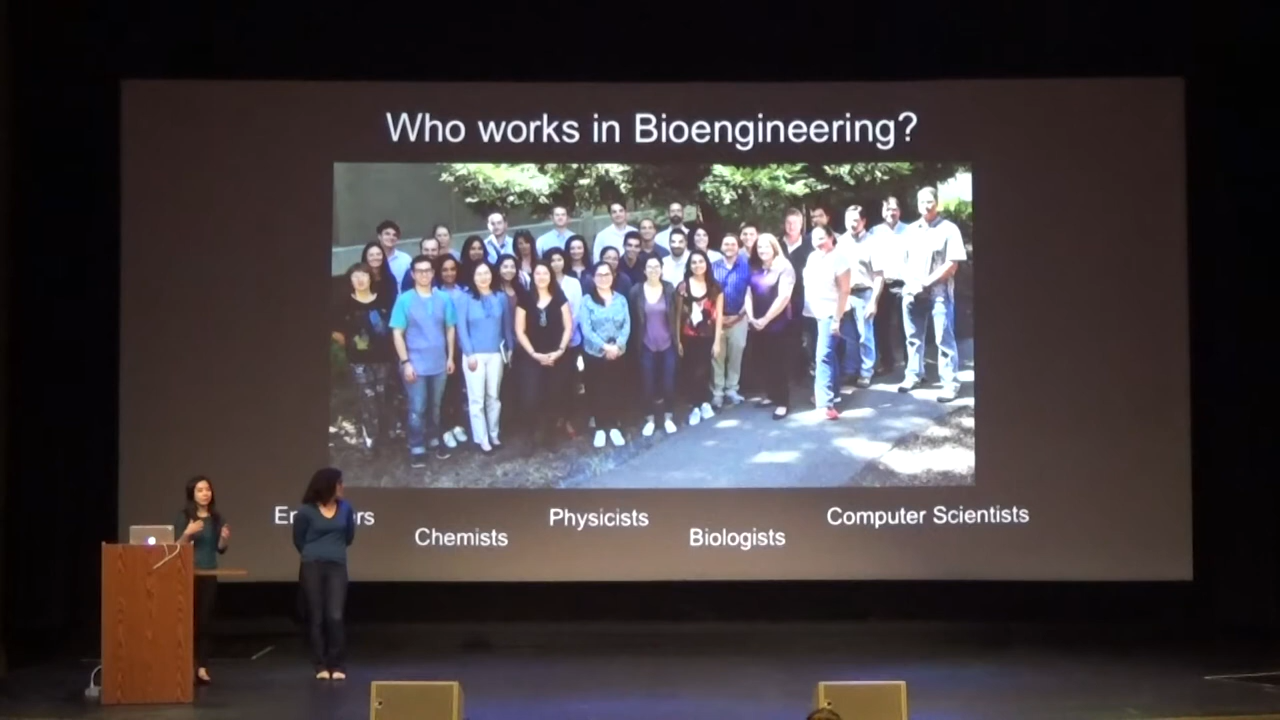 Who works in Bioengineering?
Physicists
Computer Scientists
Chemists
Biologists